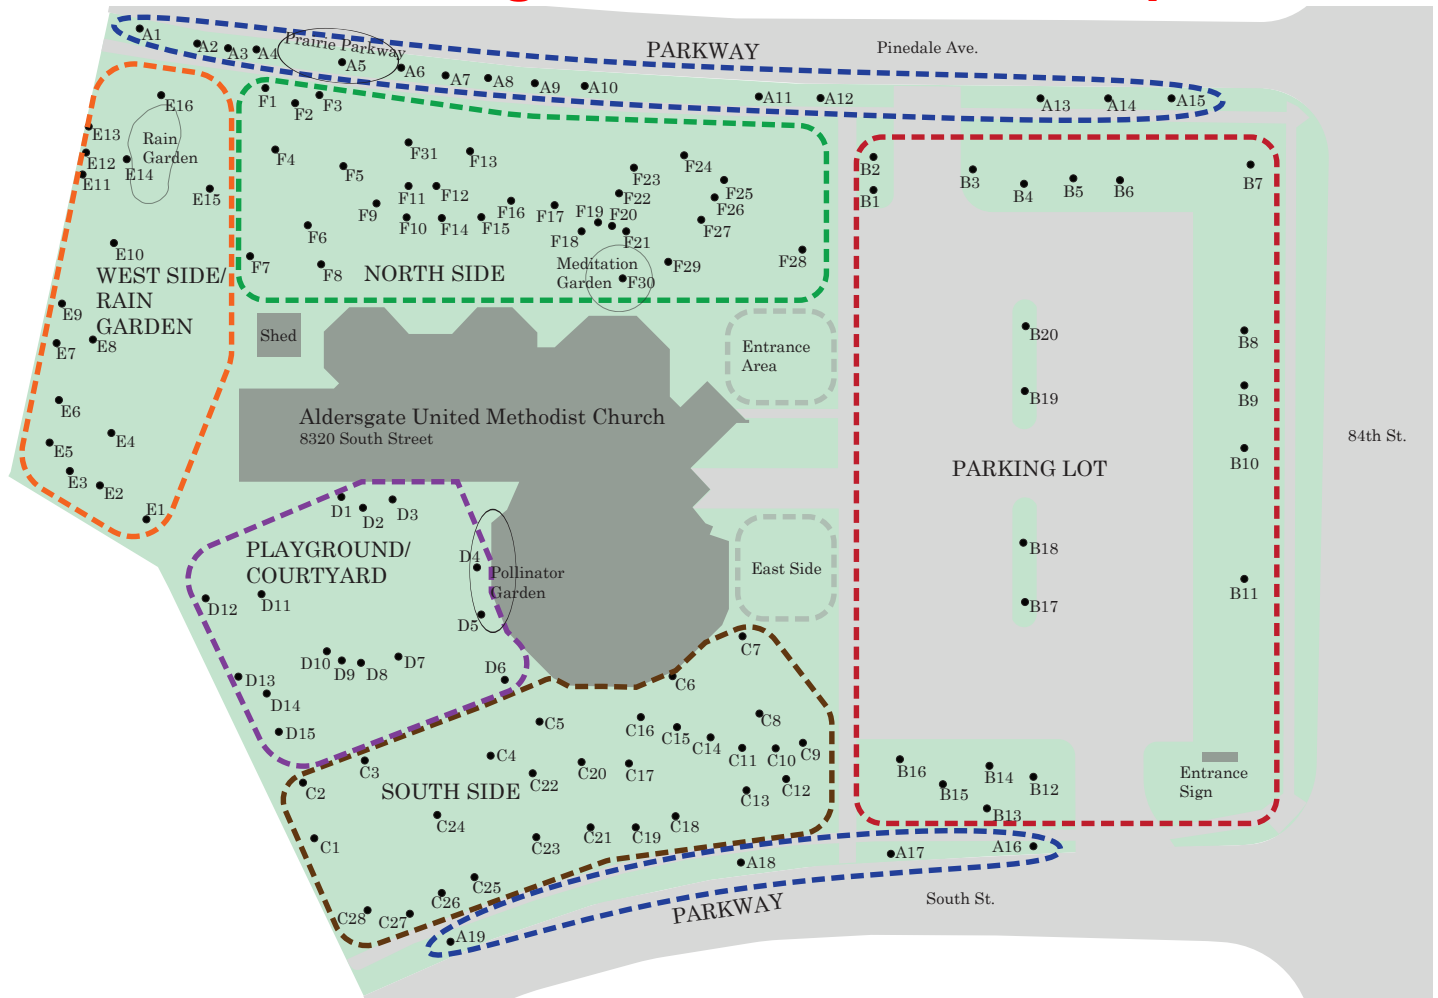 A1
A2
A3
A4
Prairie Parkway
A5
A6
A7
A8
A9
A10
PARKWAY
Pinedale Ave.
A11
A12
A13
A14
A15
E16
E13
Rain
Garden
E12
E14
E11
E15
E10
WEST SIDE/
RAIN
GARDEN
E9
E8
E7
E6
E5
E4
E3
E2
E1
F1
F2
F3
F4
F5
F31
F13
F11
F12
F9
F10
F14
F15
F16
F17
F18
F19
F20
F21
F22
F23
F24
F25
F26
F27
F28
F29
F30
F6
F7
F8
NORTH SIDE
Meditation
Garden
B2
B1
B3
B4
B5
B6
B7
B20
B8
B19
B9
B10
PARKING LOT
84th St.
B18
B17
B11
Shed
Entrance
Area
Aldersgate United Methodist Church
8320 South Street
East Side
D1
D2
D3
PLAYGROUND/
COURTYARD
D4
Pollinator
Garden
D5
D12
D11
D10
D9
D8
D7
D6
D13
D14
D15
C7
C6
C5
C16
C15
C14
C8
C11
C10
C9
C3
C4
C2
SOUTH SIDE
C22
C20
C17
C13
C12
C24
C1
C23
C21
C19
C18
C25
C26
C27
C28
B16
B15
B14
B12
B13
Entrance
Sign
A16
A17
A18
A19
PARKWAY
South St.